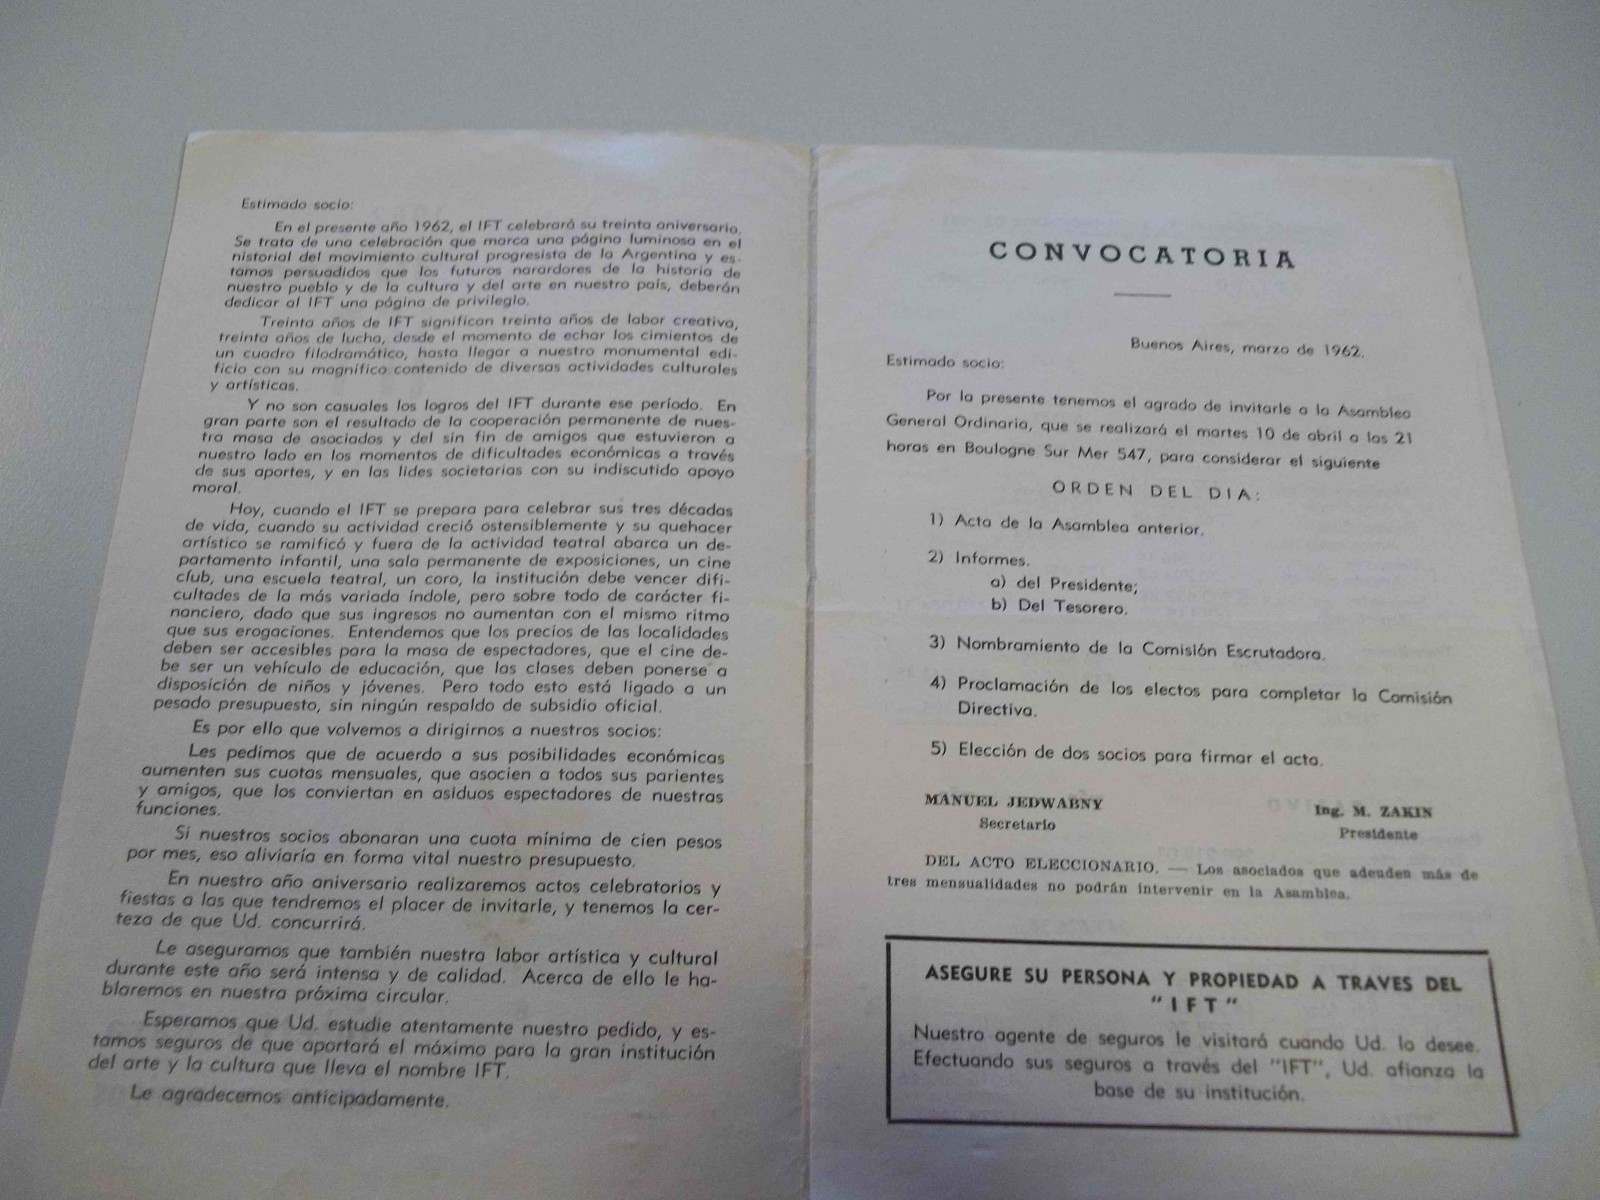 Estimado socio:
En el presente año 1962, el IFT celebrará su treinta aniversario.
Se trata de una celebración que marca una página luminosa en el
historial del movimiento cultural progresista de la Argentina y es-
tamos persuadidos que los futuros narardores de la historia de
nuestro pueblo y de la cultura y del arte en nuestro país, deberán
dedicar al IFT una página de privilegio.
Treinta años de IFT significan treinta años de labor creativa,
treinta años de lucha, desde el momento de echar los cimientos de
un cuadro filodramático, hasta llegar a nuestro monumental edi-
ficio con su magnífico contenido de diversas actividades culturales
y artísticas.
Y no son casuales los logros del IFT durante ese período. En
gran parte son el resultado de la cooperación permanente de nues-
tra masa de asociados y del sin fin de amigos que estuvieron a
nuestro lado en los momentos de dificultades económicas a través
de sus aportes, y en las lides societarias con su indiscutido apoyo
moral.
Hoy, cuando el IFT se prepara para celebrar sus tres décadas
de vida, cuando su actividad creció ostensiblemente y su quehacer
artístico se ramificó y fuera de la actividad teatral abarca un de-
partamento infantil, una sala permanente de exposiciones, un cine
club, una escuela teatral, un coro, la institución debe vencer difi-
cultades de la más variada índole, pero sobre todo de carácter fi-
nanciero, dado que sus ingresos no aumentan con el mismo ritmo
que sus erogaciones. Entendemos que los precios de las localidades
deben ser accesibles para la masa de espectadores, que el cine de-
be ser un vehículo de educación, que las clases deben ponerse a
disposición de niños y jóvenes. Pero todo esto está ligado a un
pesado presupuesto, sin ningún respaldo de subsidio oficial.
Es por ello que volvemos a dirigirnos a nuestros socios:
Les pedimos que de acuerdo a sus posibilidades económicas
aumenten sus cuotas mensuales, que asocien a todos sus parientes
y amigos, que los conviertan en asiduos espectadores de nuestras
funciones.
Si nuestros socios abonaran una cuota mínima de cien pesos
por mes, eso aliviaría en forma vital nuestro presupuesto.
En nuestro año aniversario realizaremos actos celebratorios y
fiestas a las que tendremos el placer de invitarle, y tenemos la cer-
teza de que Ud. concurrirá.
Le aseguramos que también nuestra labor artística y cultural
durante este año será intensa y de calidad. Acerca de ello le ha-
blaremos en nuestra próxima circular.
Esperamos que Ud. estudie atentamente nuestro pedido, y es-
tamos seguros de que aportará el máximo para la gran institución
del arte y la cultura que lleva el nombre IFT.
Le agradecemos anticipadamente.
CONVOCATORIA
Buenos Aires, marzo de 1962.
Estimado socio:
Por la presente tenemos el agrado de invitarle a la Asamblea
General Ordinaria, que se realizará el martes 10 de abril a las 21
horas en Boulogne Sur Mer 547, para considerar el siguiente
ORDEN DEL DIA:
1) Acta de la Asamblea anterior.
2) Informes.
a) del Presidente;
b) Del Tesorero.
3) Nombramiento de la Comisión Escrutadora.
4) Proclamación de los electos para completar la Comisión
Directiva.
5) Elección de dos socios para firmar el acta.
MANUEL JEDWABNY
Secretario
Ing. M. ZAKIN
Presidente
DEL ACTO ELECCIONARIO. — Los asociados que adeuden más de
tres mensualidades no podrán intervenir en la Asamblea.
ASEGURE SU PERSONA Y PROPIEDAD A TRAVES DEL
"IFT"
Nuestro agente de seguros le visitará cuando Ud. lo desee.
Efectuando sus seguros a través del "IFT", Ud. afianza la
base de su institución.